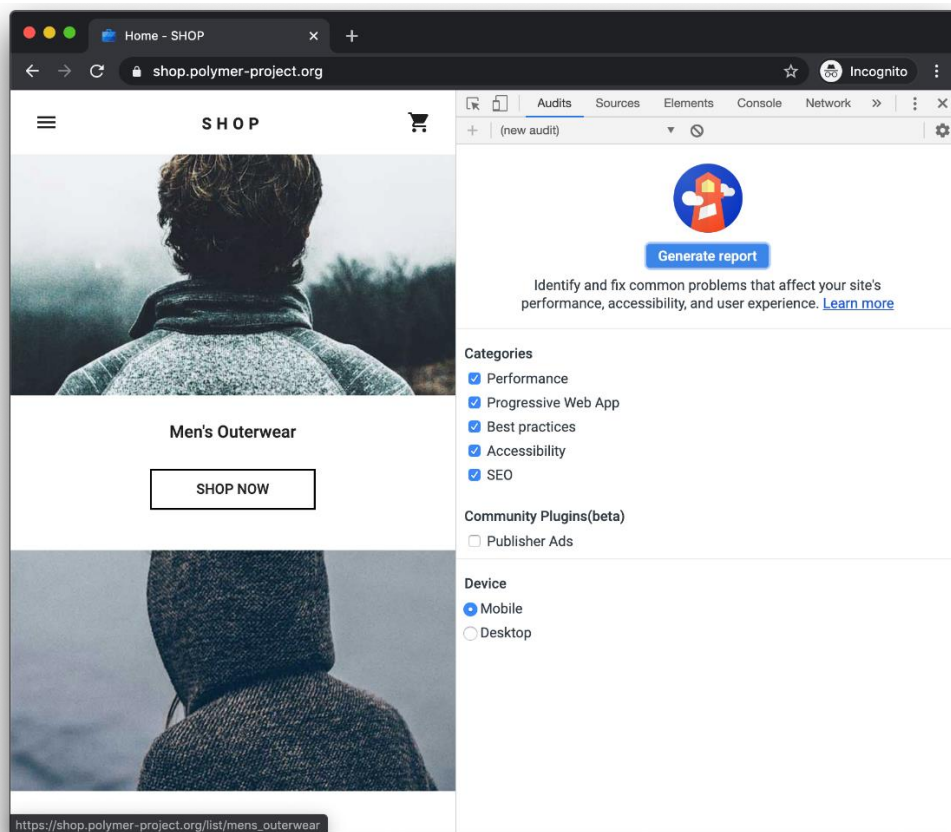 Home - SHOP
shop.polymer-project.org
Incognito
SHOP
Men's Outerwear
SHOP NOW
https://shop.polymer-project.org/list/mens_outerwear
Audits Sources Elements Console Network
(new audit)
Generate report
Identify and fix common problems that affect your site's
performance, accessibility, and user experience. Learn more
Categories
Performance
Progressive Web App
Best practices
Accessibility
SEO
Community Plugins(beta)
Publisher Ads
Device
Mobile
Desktop